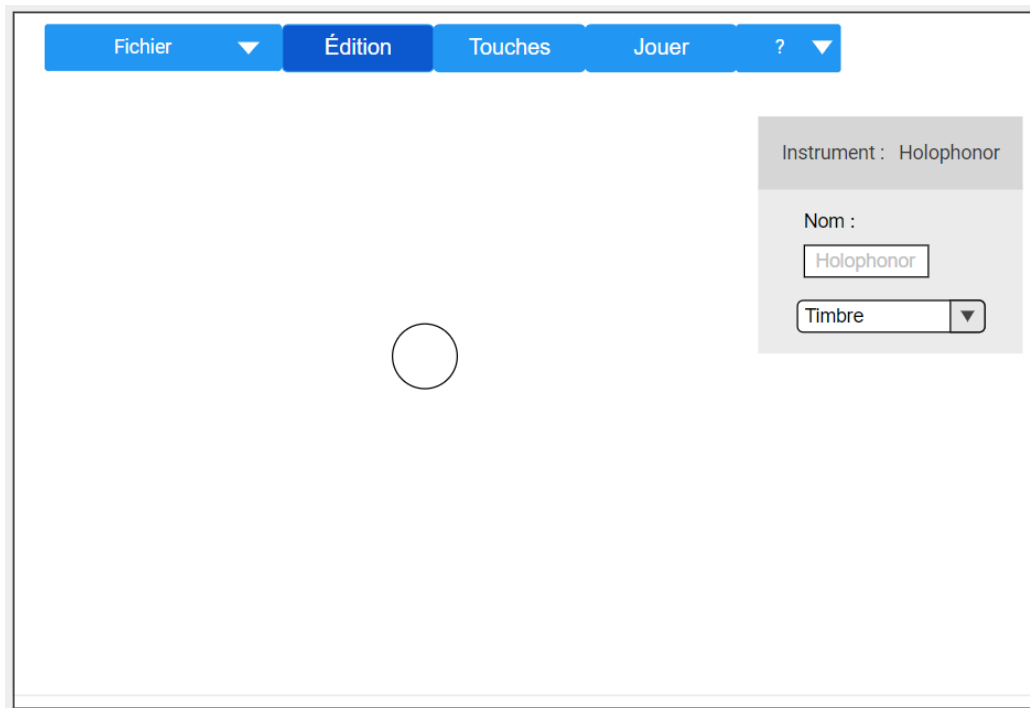 Fichier Édition Touches Jouer ?
Instrument : Holophonor
Nom :
Holophonor
Timbre